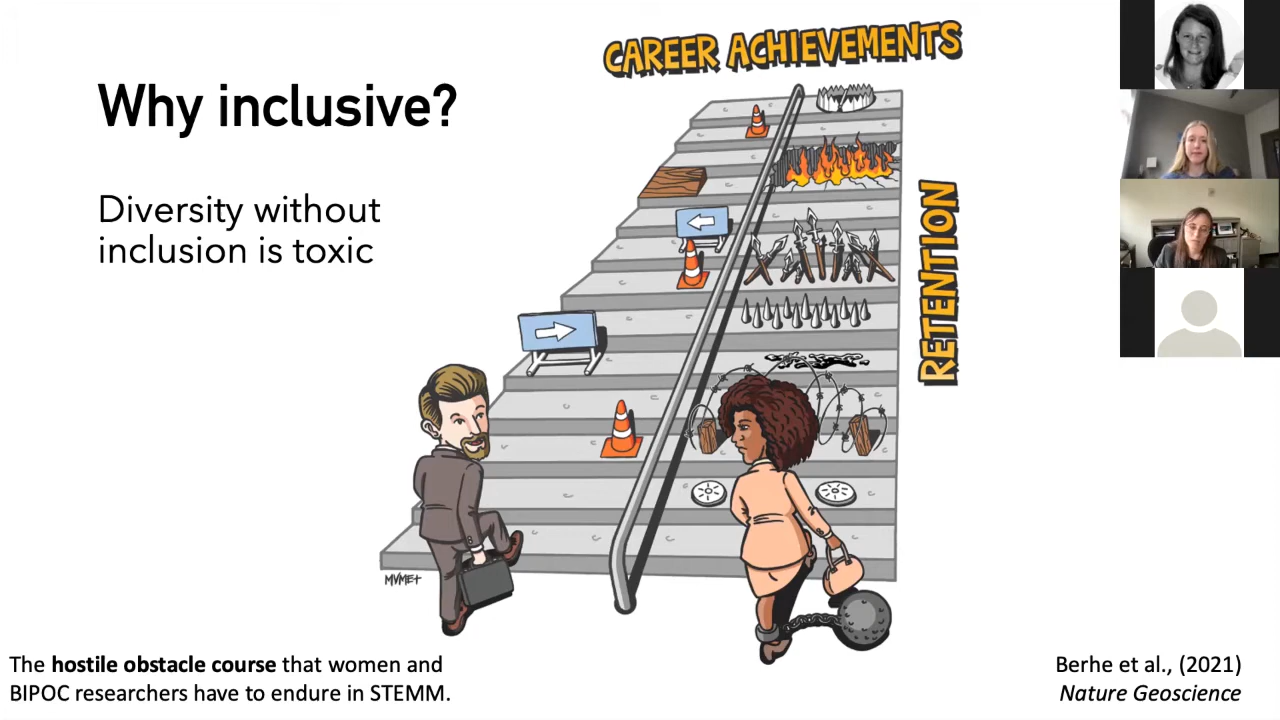 CAREER ACHIEVEMENTS
Why inclusive?
Diversity without
inclusion is toxic
RETENTION
MVME+
The hostile obstacle course that women and
BIPOC researchers have to endure in STEMM.
Berhe et al., (2021)
Nature Geoscience